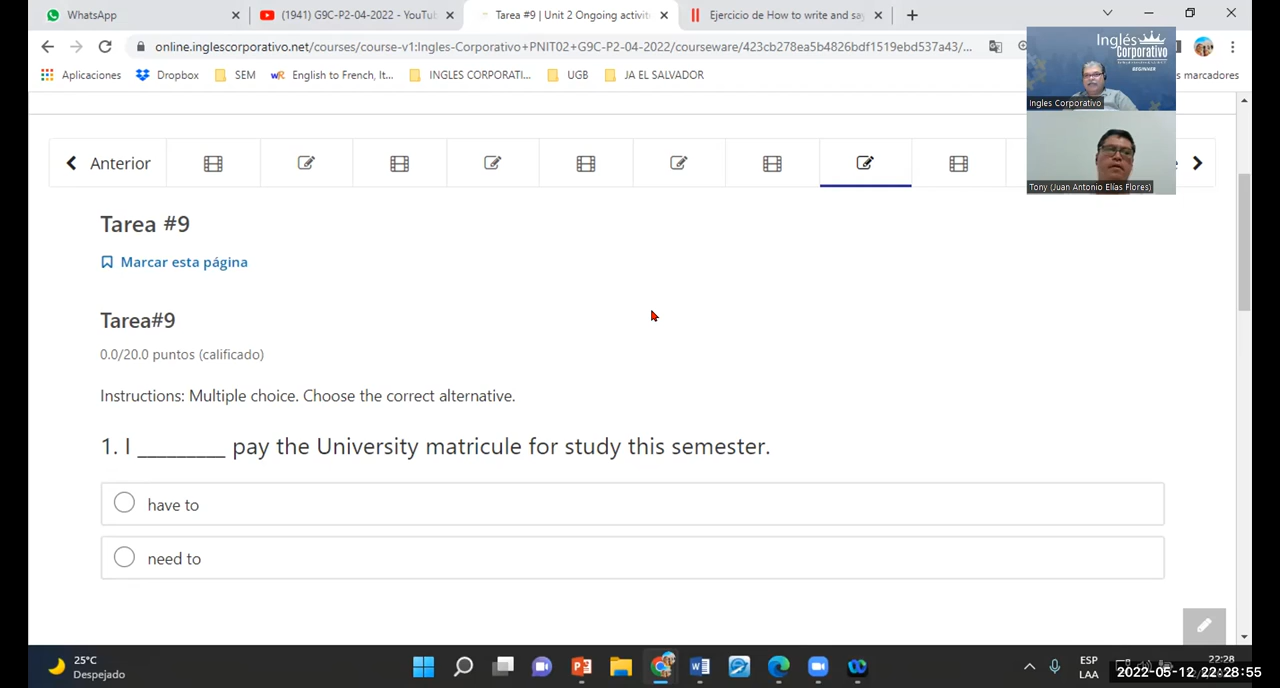 WhatsApp
(1941) G9C-P2-04-2022 - YouTu
Tarea #9 | Unit 2 Ongoing activit
Ejercicio de How to write and say
online.inglescorporativo.net/courses/course-v1:Ingles-Corporativo+PNIT02+G9C-P2-04-2022/courseware/423cb278ea5b4826bdf1519ebd537a43/...
Aplicaciones
Dropbox
SEM
English to French, It...
INGLES CORPORATI...
UGB
JA EL SALVADOR
marcadores
Inglés
Corporativo
BEGINNER
Ingles Corporativo
Tony (Juan Antonio Elías Flores)
Anterior
Tarea #9
Marcar esta página
Tarea#9
0.0/20.0 puntos (calificado)
Instructions: Multiple choice. Choose the correct alternative.
1. I ________ pay the University matricule for study this semester.
have to
need to
25°C
Despejado
ESP
LAA
22:28
2022-05-12 22:28:55